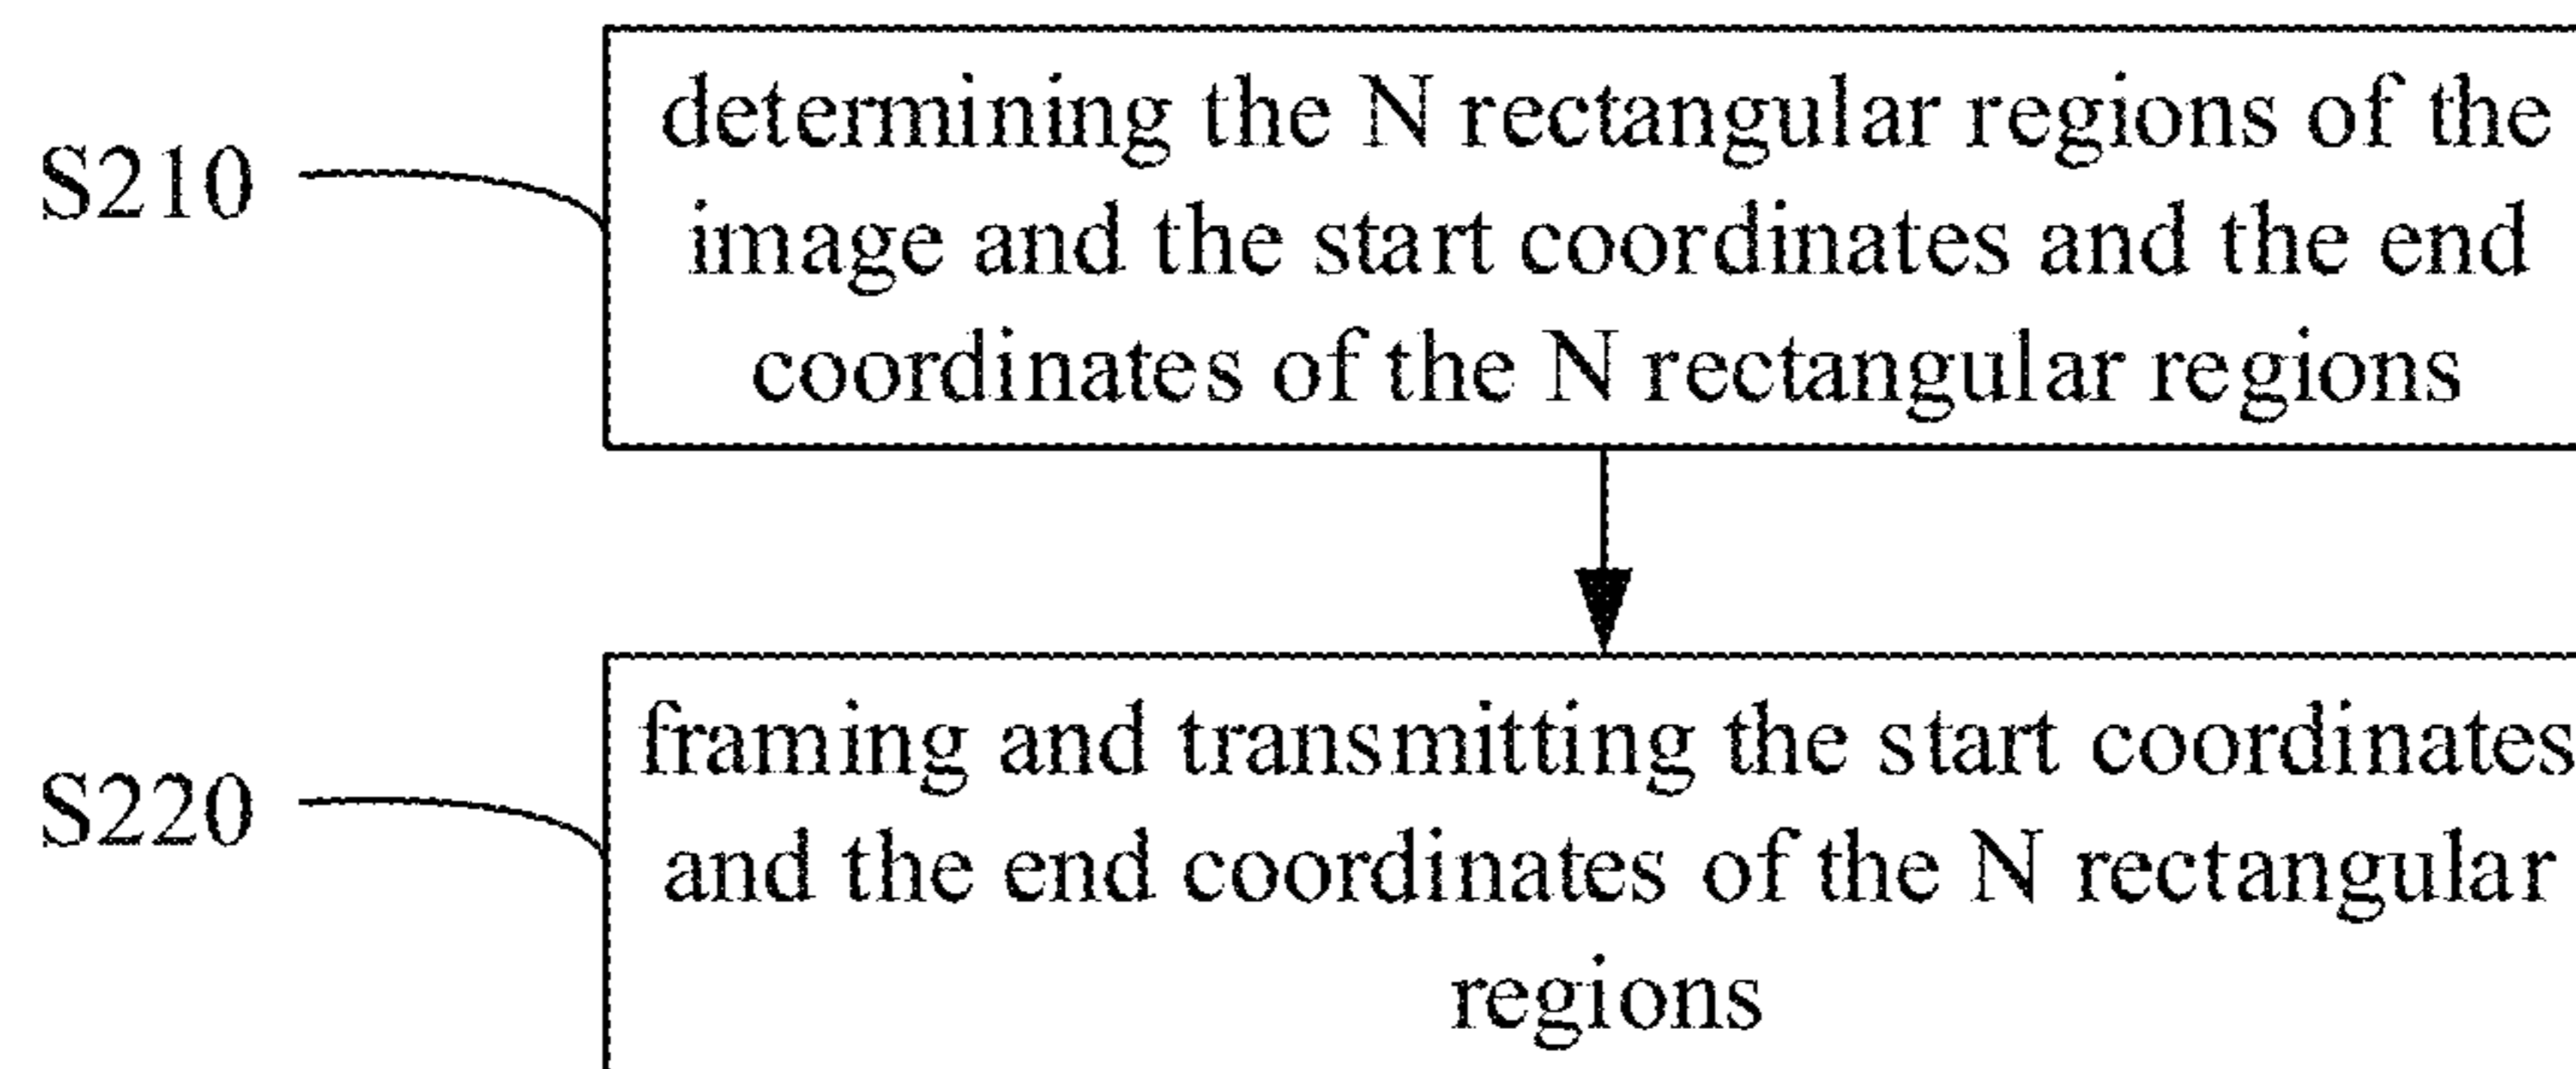 S210
determining the N rectangular regions of the
image and the start coordinates and the end
coordinates of the N rectangular regions
S220
framing and transmitting the start coordinates
and the end coordinates of the N rectangular
regions